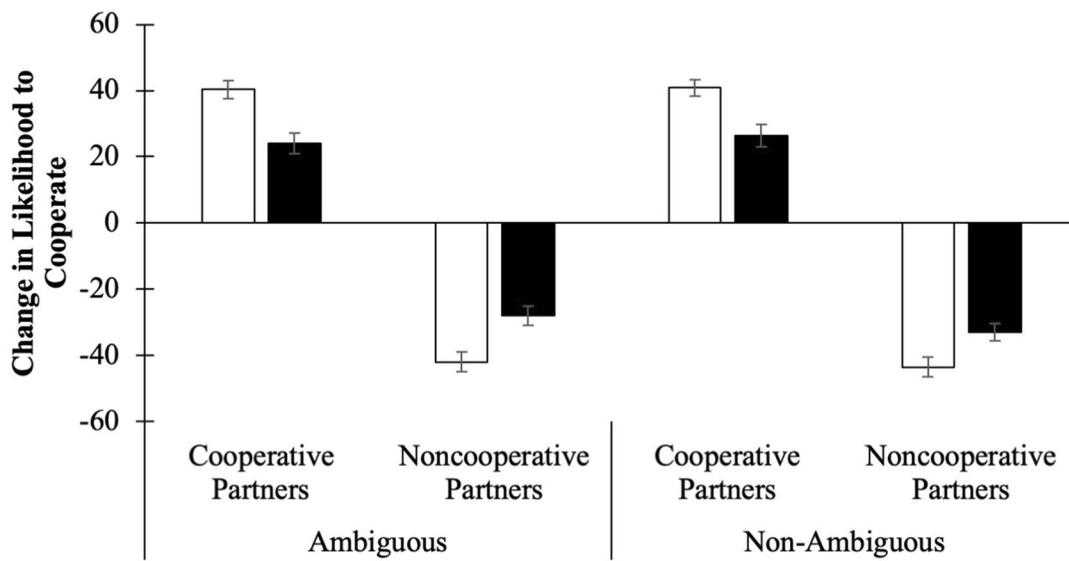 Change in Likelihood to
Cooperate
60
40
20
0
-20
-40
-60
Cooperative
Partners
Noncooperative
Partners
Cooperative
Partners
Noncooperative
Partners
Ambiguous
Non-Ambiguous